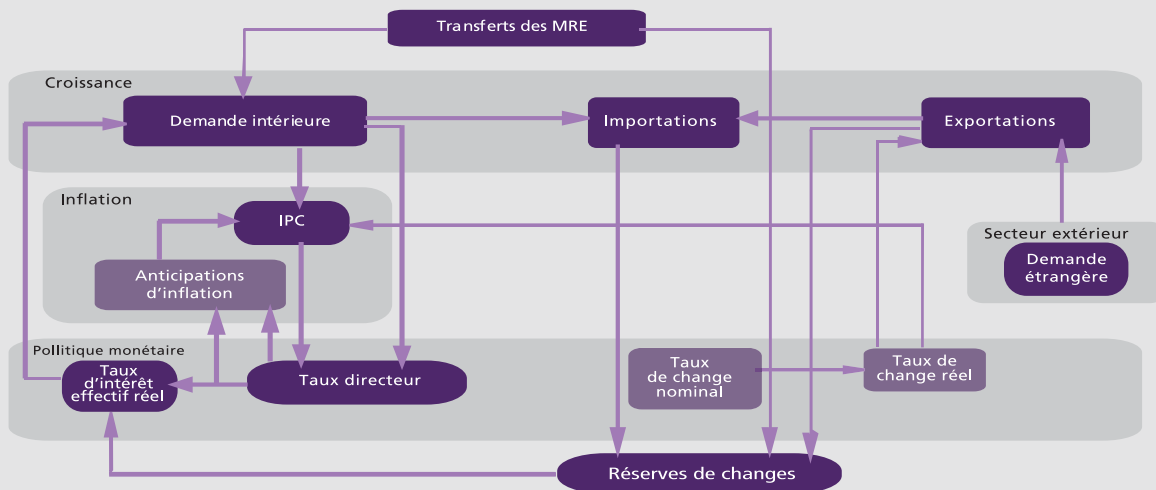 Transferts des MRE
Croissance
Demande intérieure
Importations
Exportations
Inflation
IPC
Secteur extérieur
Anticipations
d’inflation
Demande
étrangère
Pollitique monétaire
Taux
d’intérêt
effectif réel
Taux directeur
Taux
de change
nominal
Taux de
change réel
Réserves de changes